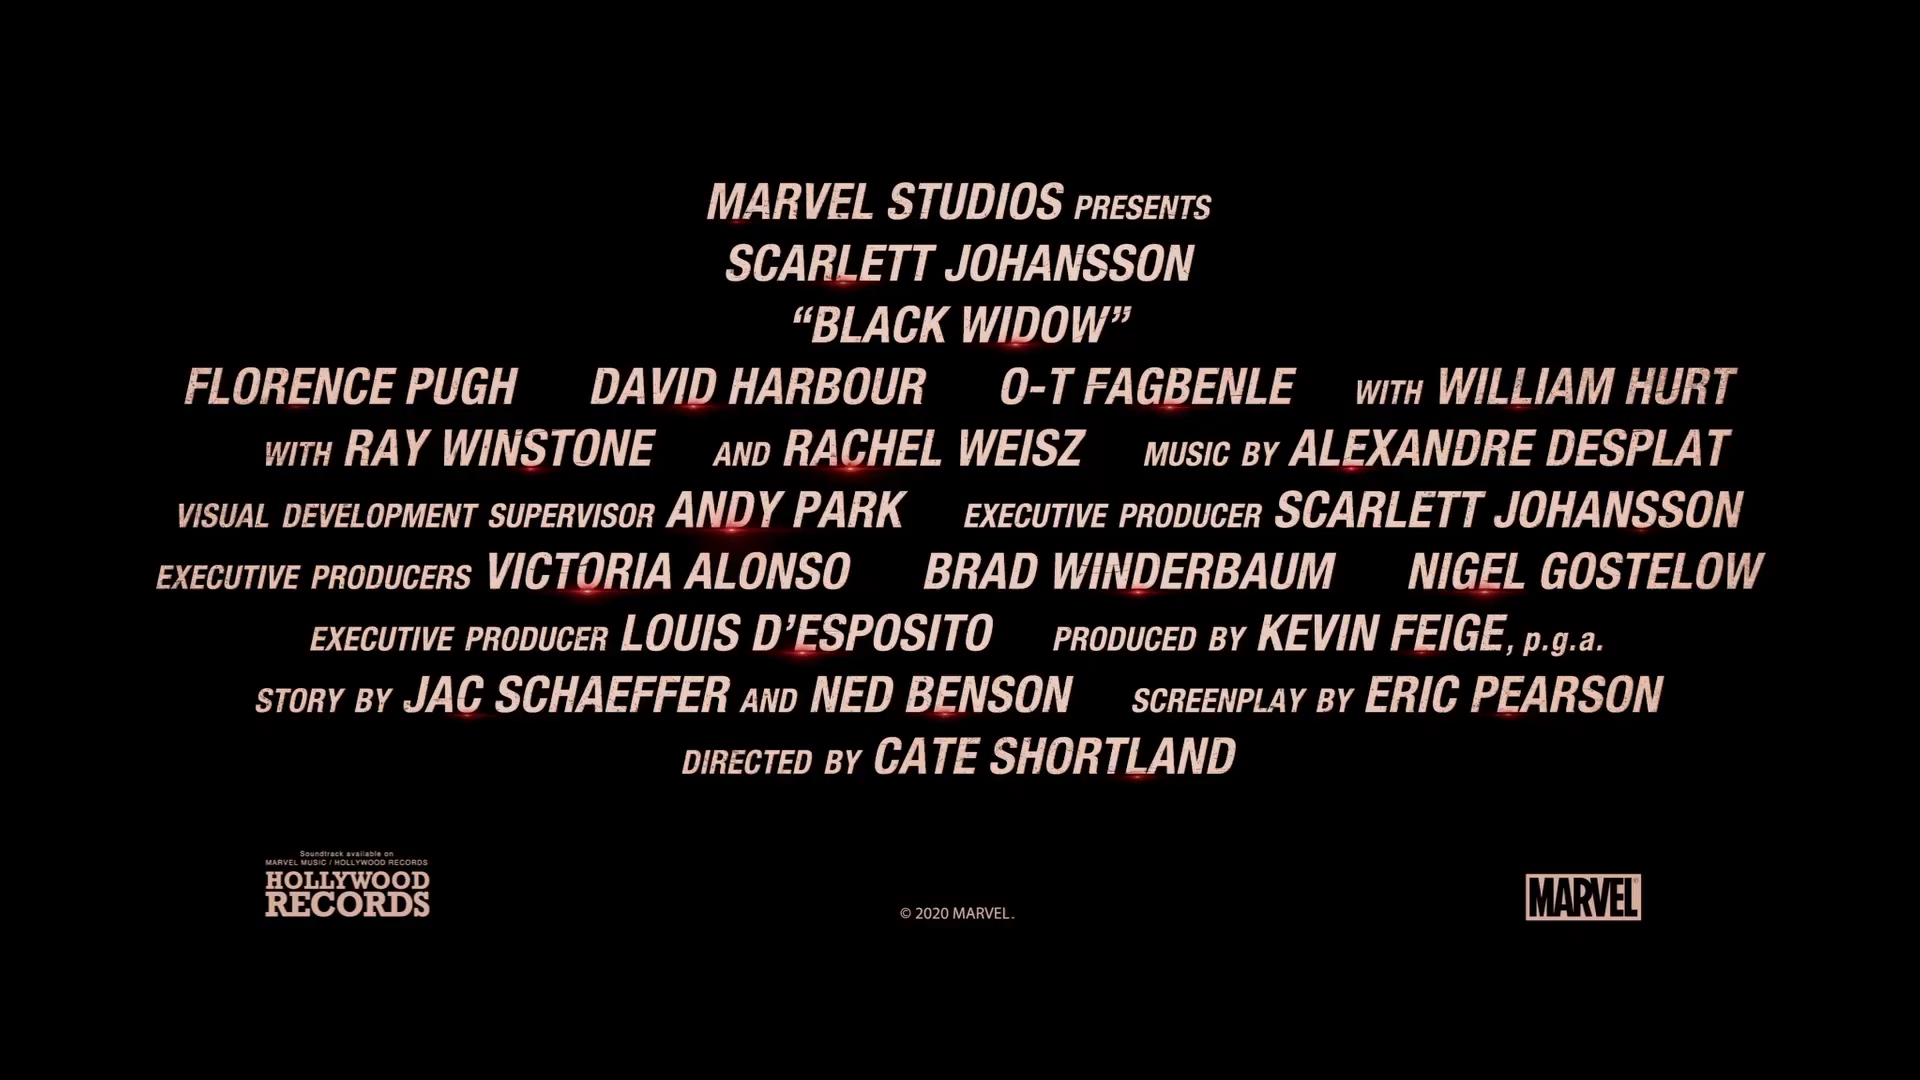 MARVEL STUDIOS PRESENTS
SCARLETT JOHANSSON
“BLACK WIDOW”
FLORENCE PUGH DAVID HARBOUR O-T FAGBENLE WITH WILLIAM HURT
WITH RAY WINSTONE AND RACHEL WEISZ MUSIC BY ALEXANDRE DESPLAT
VISUAL DEVELOPMENT SUPERVISOR ANDY PARK EXECUTIVE PRODUCER SCARLETT JOHANSSON
EXECUTIVE PRODUCERS VICTORIA ALONSO BRAD WINDERBAUM NIGEL GOSTELOW
EXECUTIVE PRODUCER LOUIS D’ESPOSITO PRODUCED BY KEVIN FEIGE, p.g.a.
STORY BY JAC SCHAEFFER AND NED BENSON SCREENPLAY BY ERIC PEARSON
DIRECTED BY CATE SHORTLAND
Soundtrack available on
MARVEL MUSIC / HOLLYWOOD RECORDS
HOLLYWOOD
RECORDS
© 2020 MARVEL.
MARVEL